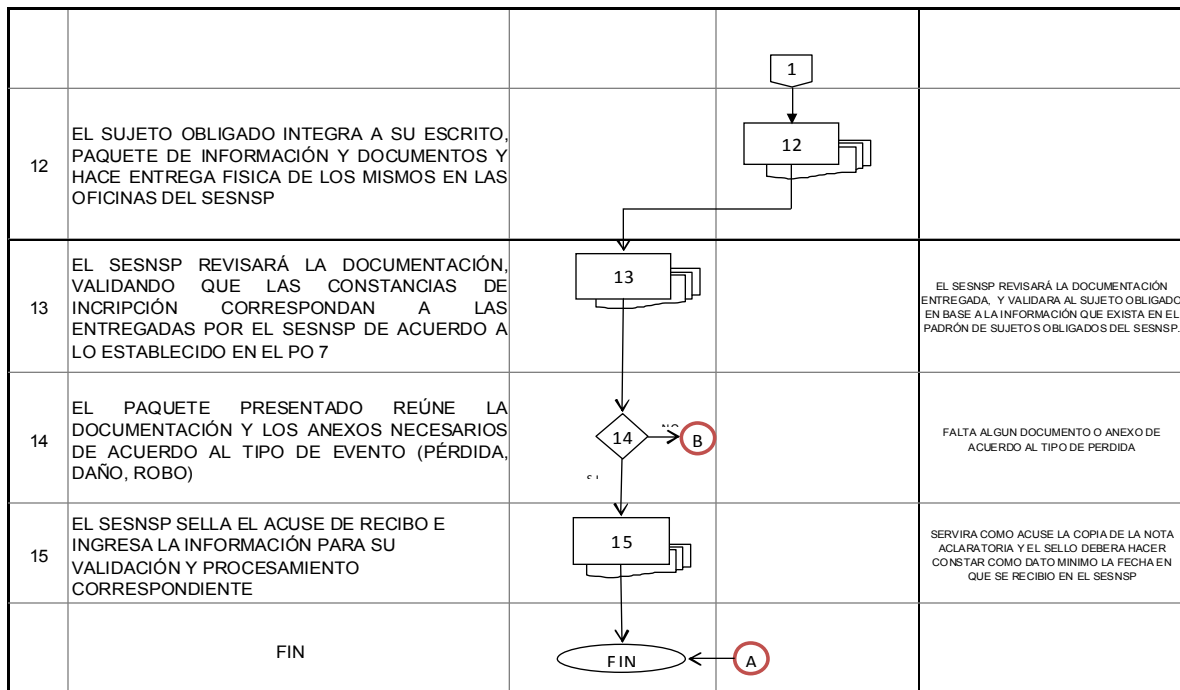 1
12
EL SUJETO OBLIGADO INTEGRA A SU ESCRITO,
PAQUETE DE INFORMACIÓN Y DOCUMENTOS Y
HACE ENTREGA FISICA DE LOS MISMOS EN LAS
OFICINAS DEL SESNSP
12
13
EL SESNSP REVISARÁ LA DOCUMENTACIÓN,
VALIDANDO QUE LAS CONSTANCIAS DE
INCRIPCIÓN CORRESPONDAN A LAS
ENTREGADAS POR EL SESNSP DE ACUERDO A
LO ESTABLECIDO EN EL PO 7
13
EL SESNSP REVISARÁ LA DOCUMENTACIÓN
ENTREGADA, Y VALIDARA AL SUJETO OBLIGADO
EN BASE A LA INFORMACIÓN QUE EXISTA EN EL
PADRÓN DE SUJETOS OBLIGADOS DEL SESNSP.
14
EL PAQUETE PRESENTADO REÚNE LA
DOCUMENTACIÓN Y LOS ANEXOS NECESARIOS
DE ACUERDO AL TIPO DE EVENTO (PÉRDIDA,
DAÑO, ROBO)
14
B
FALTA ALGUN DOCUMENTO O ANEXO DE
ACUERDO AL TIPO DE PERDIDA
15
EL SESNSP SELLA EL ACUSE DE RECIBO E
INGRESA LA INFORMACIÓN PARA SU
VALIDACIÓN Y PROCESAMIENTO
CORRESPONDIENTE
15
SERVIRA COMO ACUSE LA COPIA DE LA NOTA
ACLARATORIA Y EL SELLO DEBERA HACER
CONSTAR COMO DATO MINIMO LA FECHA EN
QUE SE RECIBIO EN EL SESNSP
FIN
FIN
A